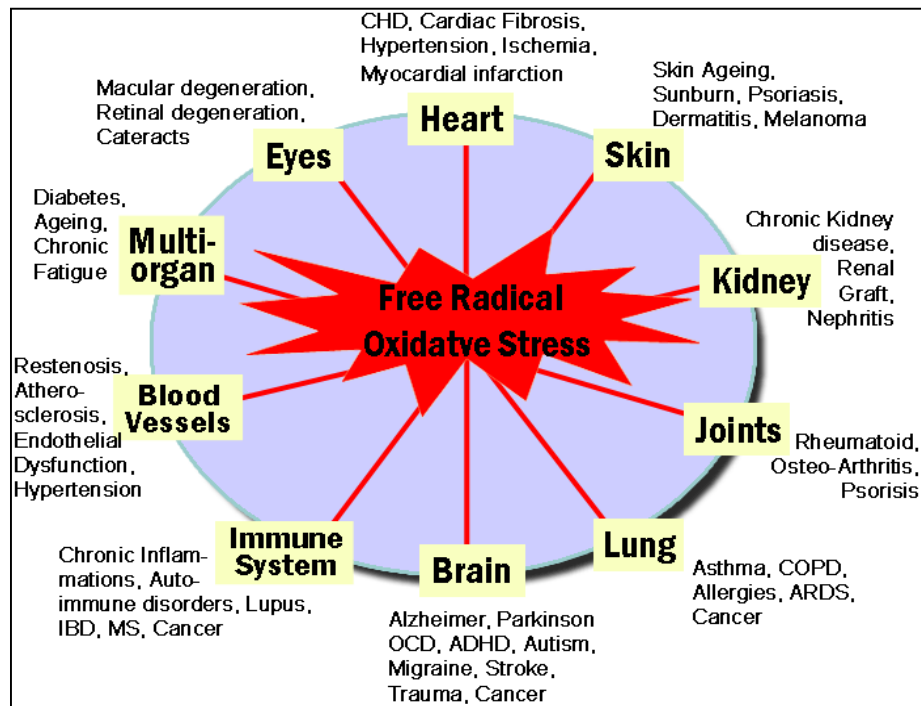 CHD, Cardiac Fibrosis,
Hypertension, Ischemia,
Myocardial infarction
Heart
Skin Ageing,
Sunburn, Psoriasis,
Dermatitis, Melanoma
Skin
Chronic Kidney
disease,
Renal
Graft,
Nephritis
Kidney
Joints
Rheumatoid,
Osteo-Arthritis,
Psorisis
Lung
Asthma, COPD,
Allergies, ARDS,
Cancer
Brain
Alzheimer, Parkinson
OCD, ADHD, Autism,
Migraine, Stroke,
Trauma, Cancer
Immune
System
Chronic Inflam-
mations, Auto-
immune disorders, Lupus,
IBD, MS, Cancer
Blood
Vessels
Restenosis,
Athero-
sclerosis,
Endothelial
Dysfunction,
Hypertension
Multi-
organ
Diabetes,
Ageing,
Chronic
Fatigue
Eyes
Macular degeneration,
Retinal degeneration,
Cateracts
Free Radical
Oxidatve Stress